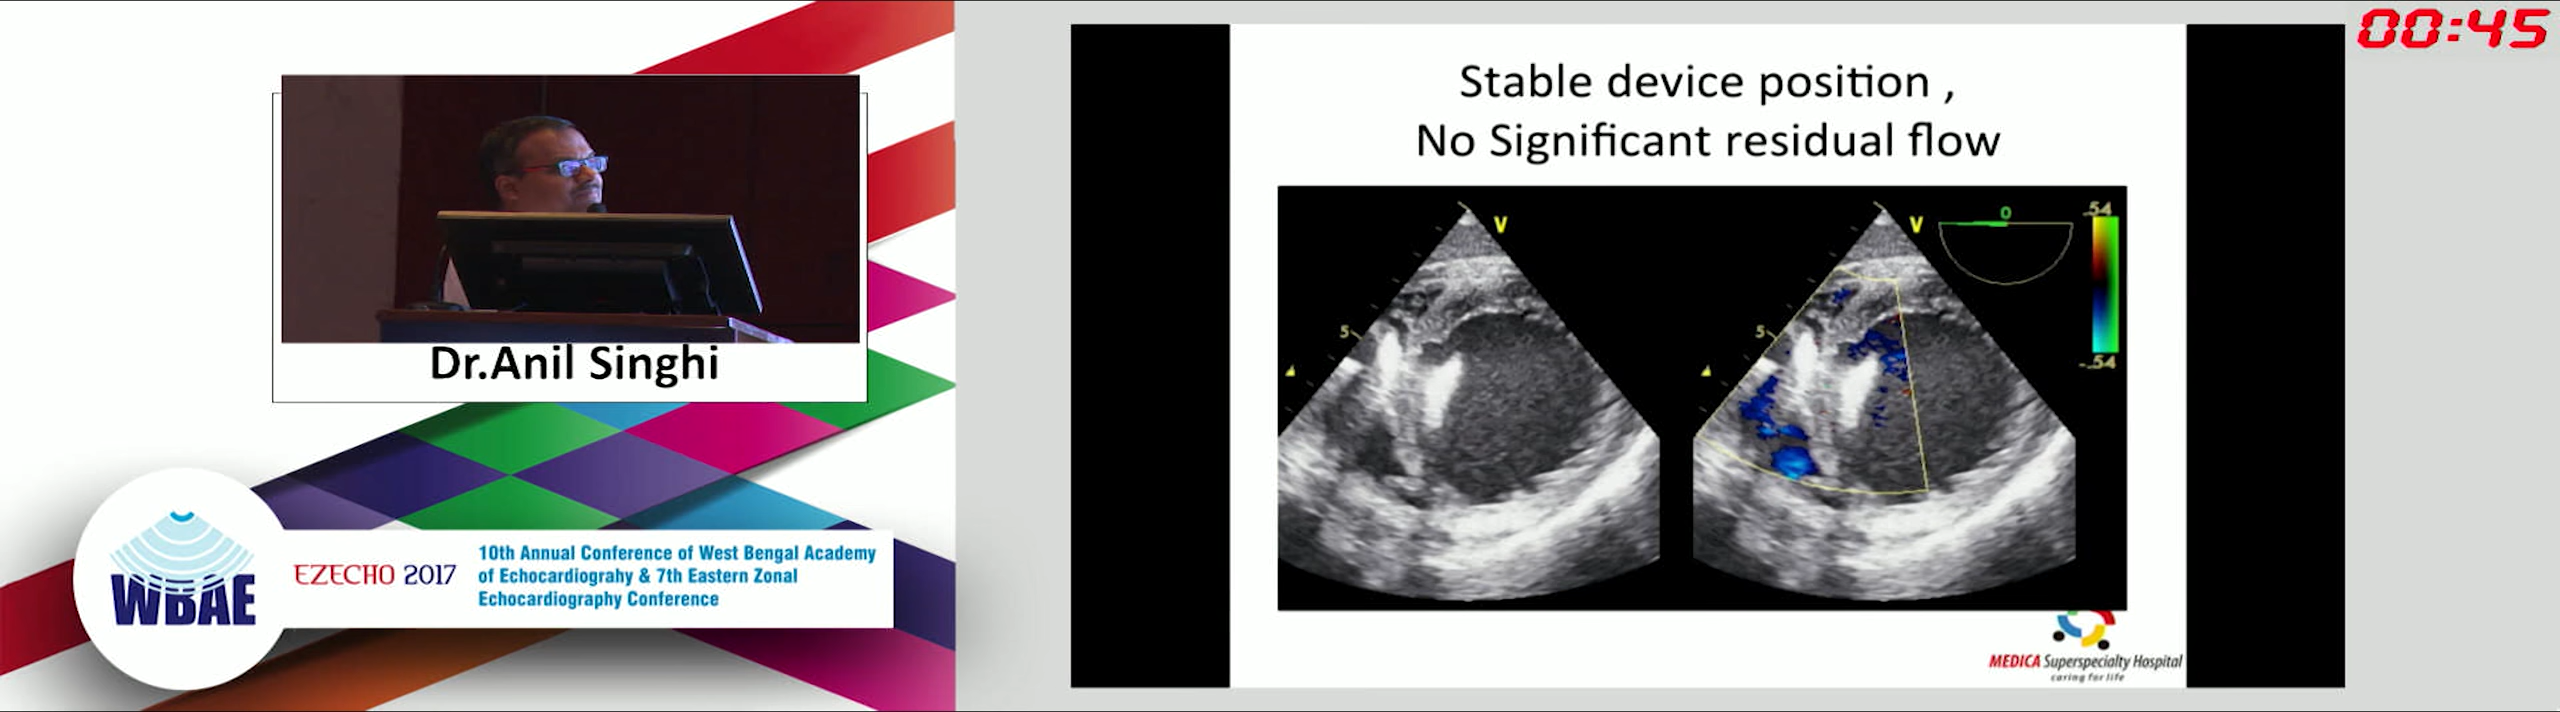 Dr.Anil Singhi
WBAE
EZECHO 2017
10th Annual Conference of West Bengal Academy
of Echocardiograhy & 7th Eastern Zonal
Echocardiography Conference
Stable device position ,
No Significant residual flow
V
5
V
0
5
.54
-.54
MEDICA Superspecialty Hospital
caring for life
00:45